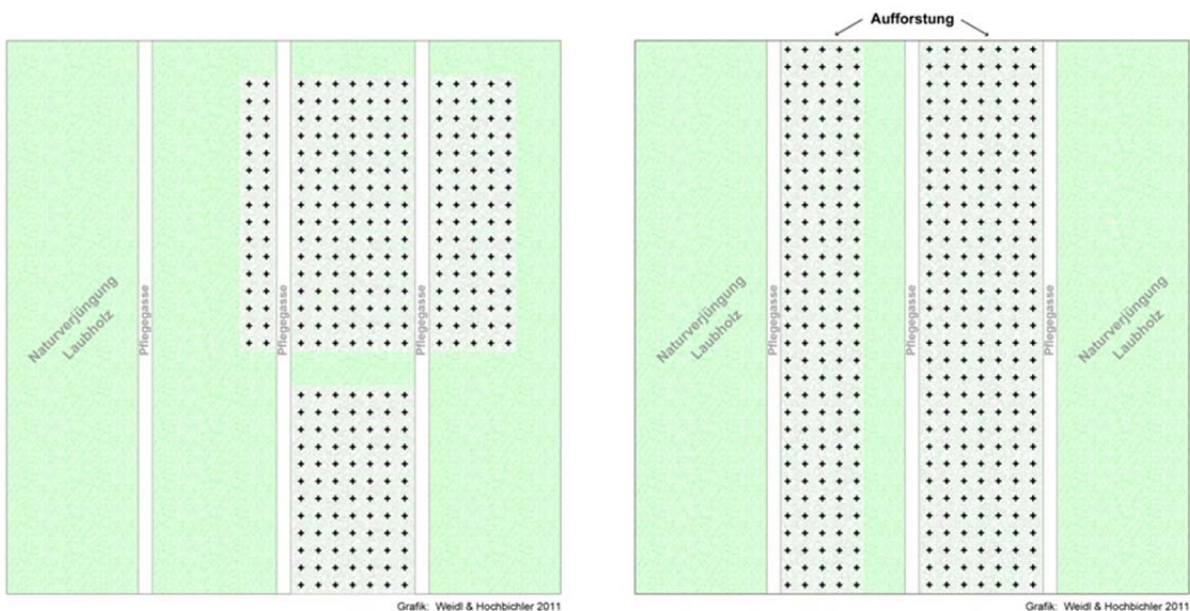 Aufforstung
Naturverjüngung
Laubholz
Pflegegasse
Pflegegasse
Pflegegasse
Grafik: Weidl & Hochbichler 2011
Naturverjüngung
Laubholz
Pflegegasse
Pflegegasse
Pflegegasse
Naturverjüngung
Laubholz
Grafik: Weidl & Hochbichler 2011